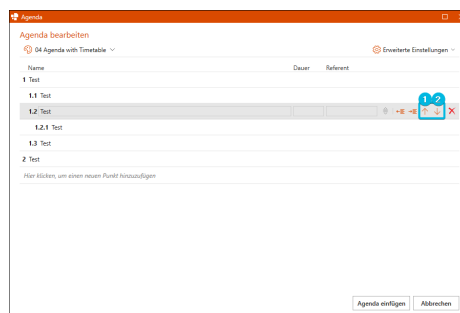 Agenda
Agenda bearbeiten
04 Agenda with Timetable
Erweiterte Einstellungen
Name Dauer Referent
1 Test
1.1 Test
1 2
1.2 Test
1.2.1 Test
1.3 Test
2 Test
Hier klicken, um einen neuen Punkt hinzuzufügen
Agenda einfügen Abbrechen